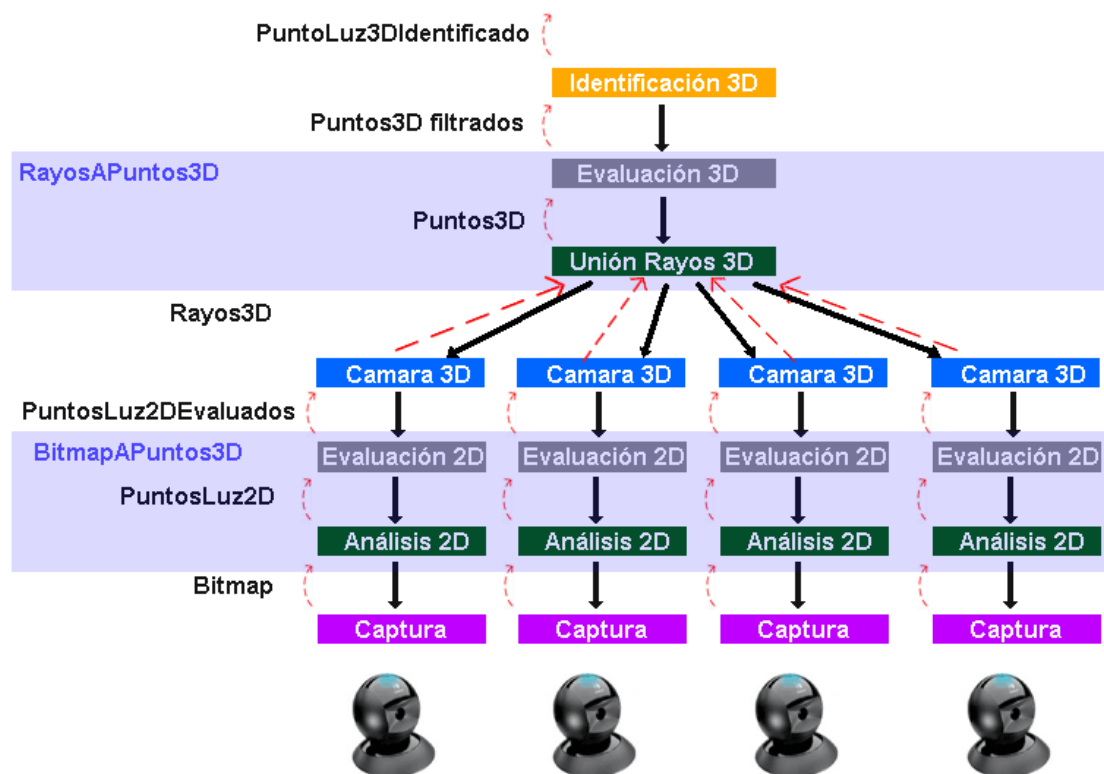 PuntoLuz3DIdentificado
Identificación 3D
Puntos3D filtrados
RayosAPuntos3D
Evaluación 3D
Puntos3D
Unión Rayos 3D
Rayos3D
Camara 3D Camara 3D Camara 3D Camara 3D
PuntosLuz2DEvaluados
BitmapAPuntos3D
Evaluación 2D Evaluación 2D Evaluación 2D Evaluación 2D
PuntosLuz2D
Análisis 2D Análisis 2D Análisis 2D Análisis 2D
Bitmap
Captura Captura Captura Captura